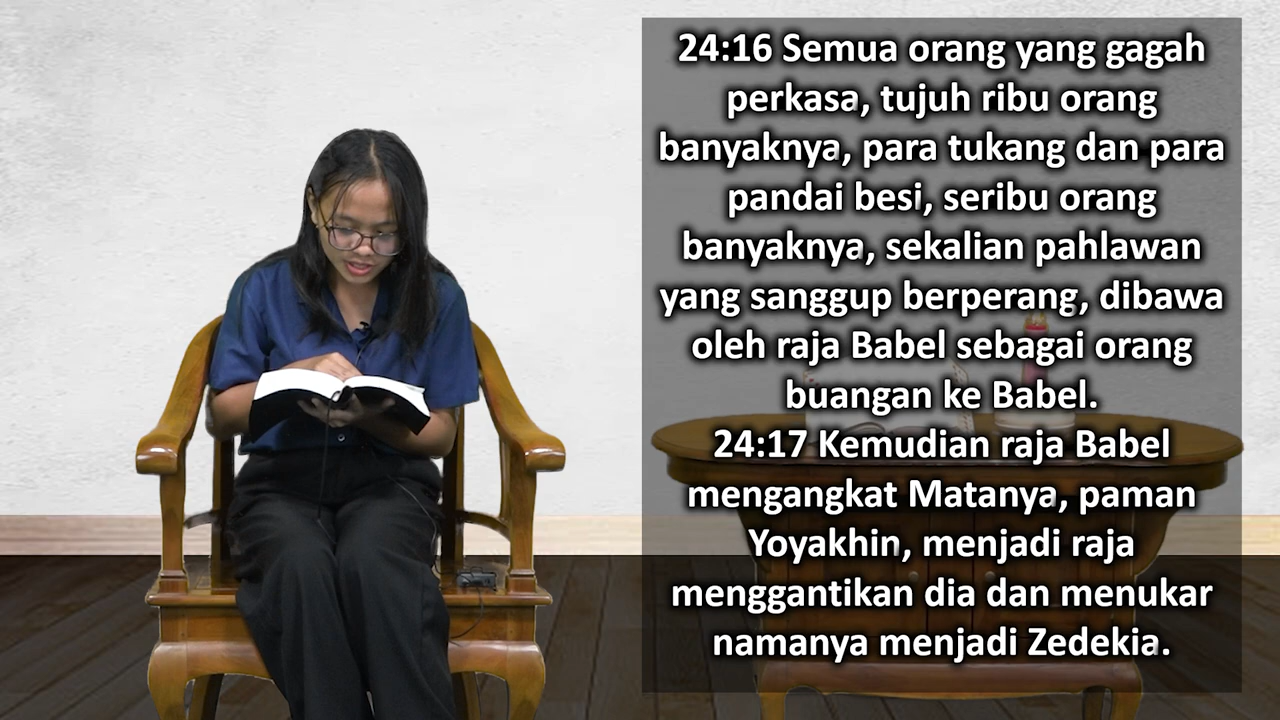 24:16 Semua orang yang gagah
perkasa, tujuh ribu orang
banyaknya, para tukang dan para
pandai besi, seribu orang
banyaknya, sekalian pahlawan
yang sanggup berperang, dibawa
oleh raja Babel sebagai orang
buangan ke Babel.
24:17 Kemudian raja Babel
mengangkat Matanya, paman
Yoyakhin, menjadi raja
menggantikan dia dan menukar
namanya menjadi Zedekia.